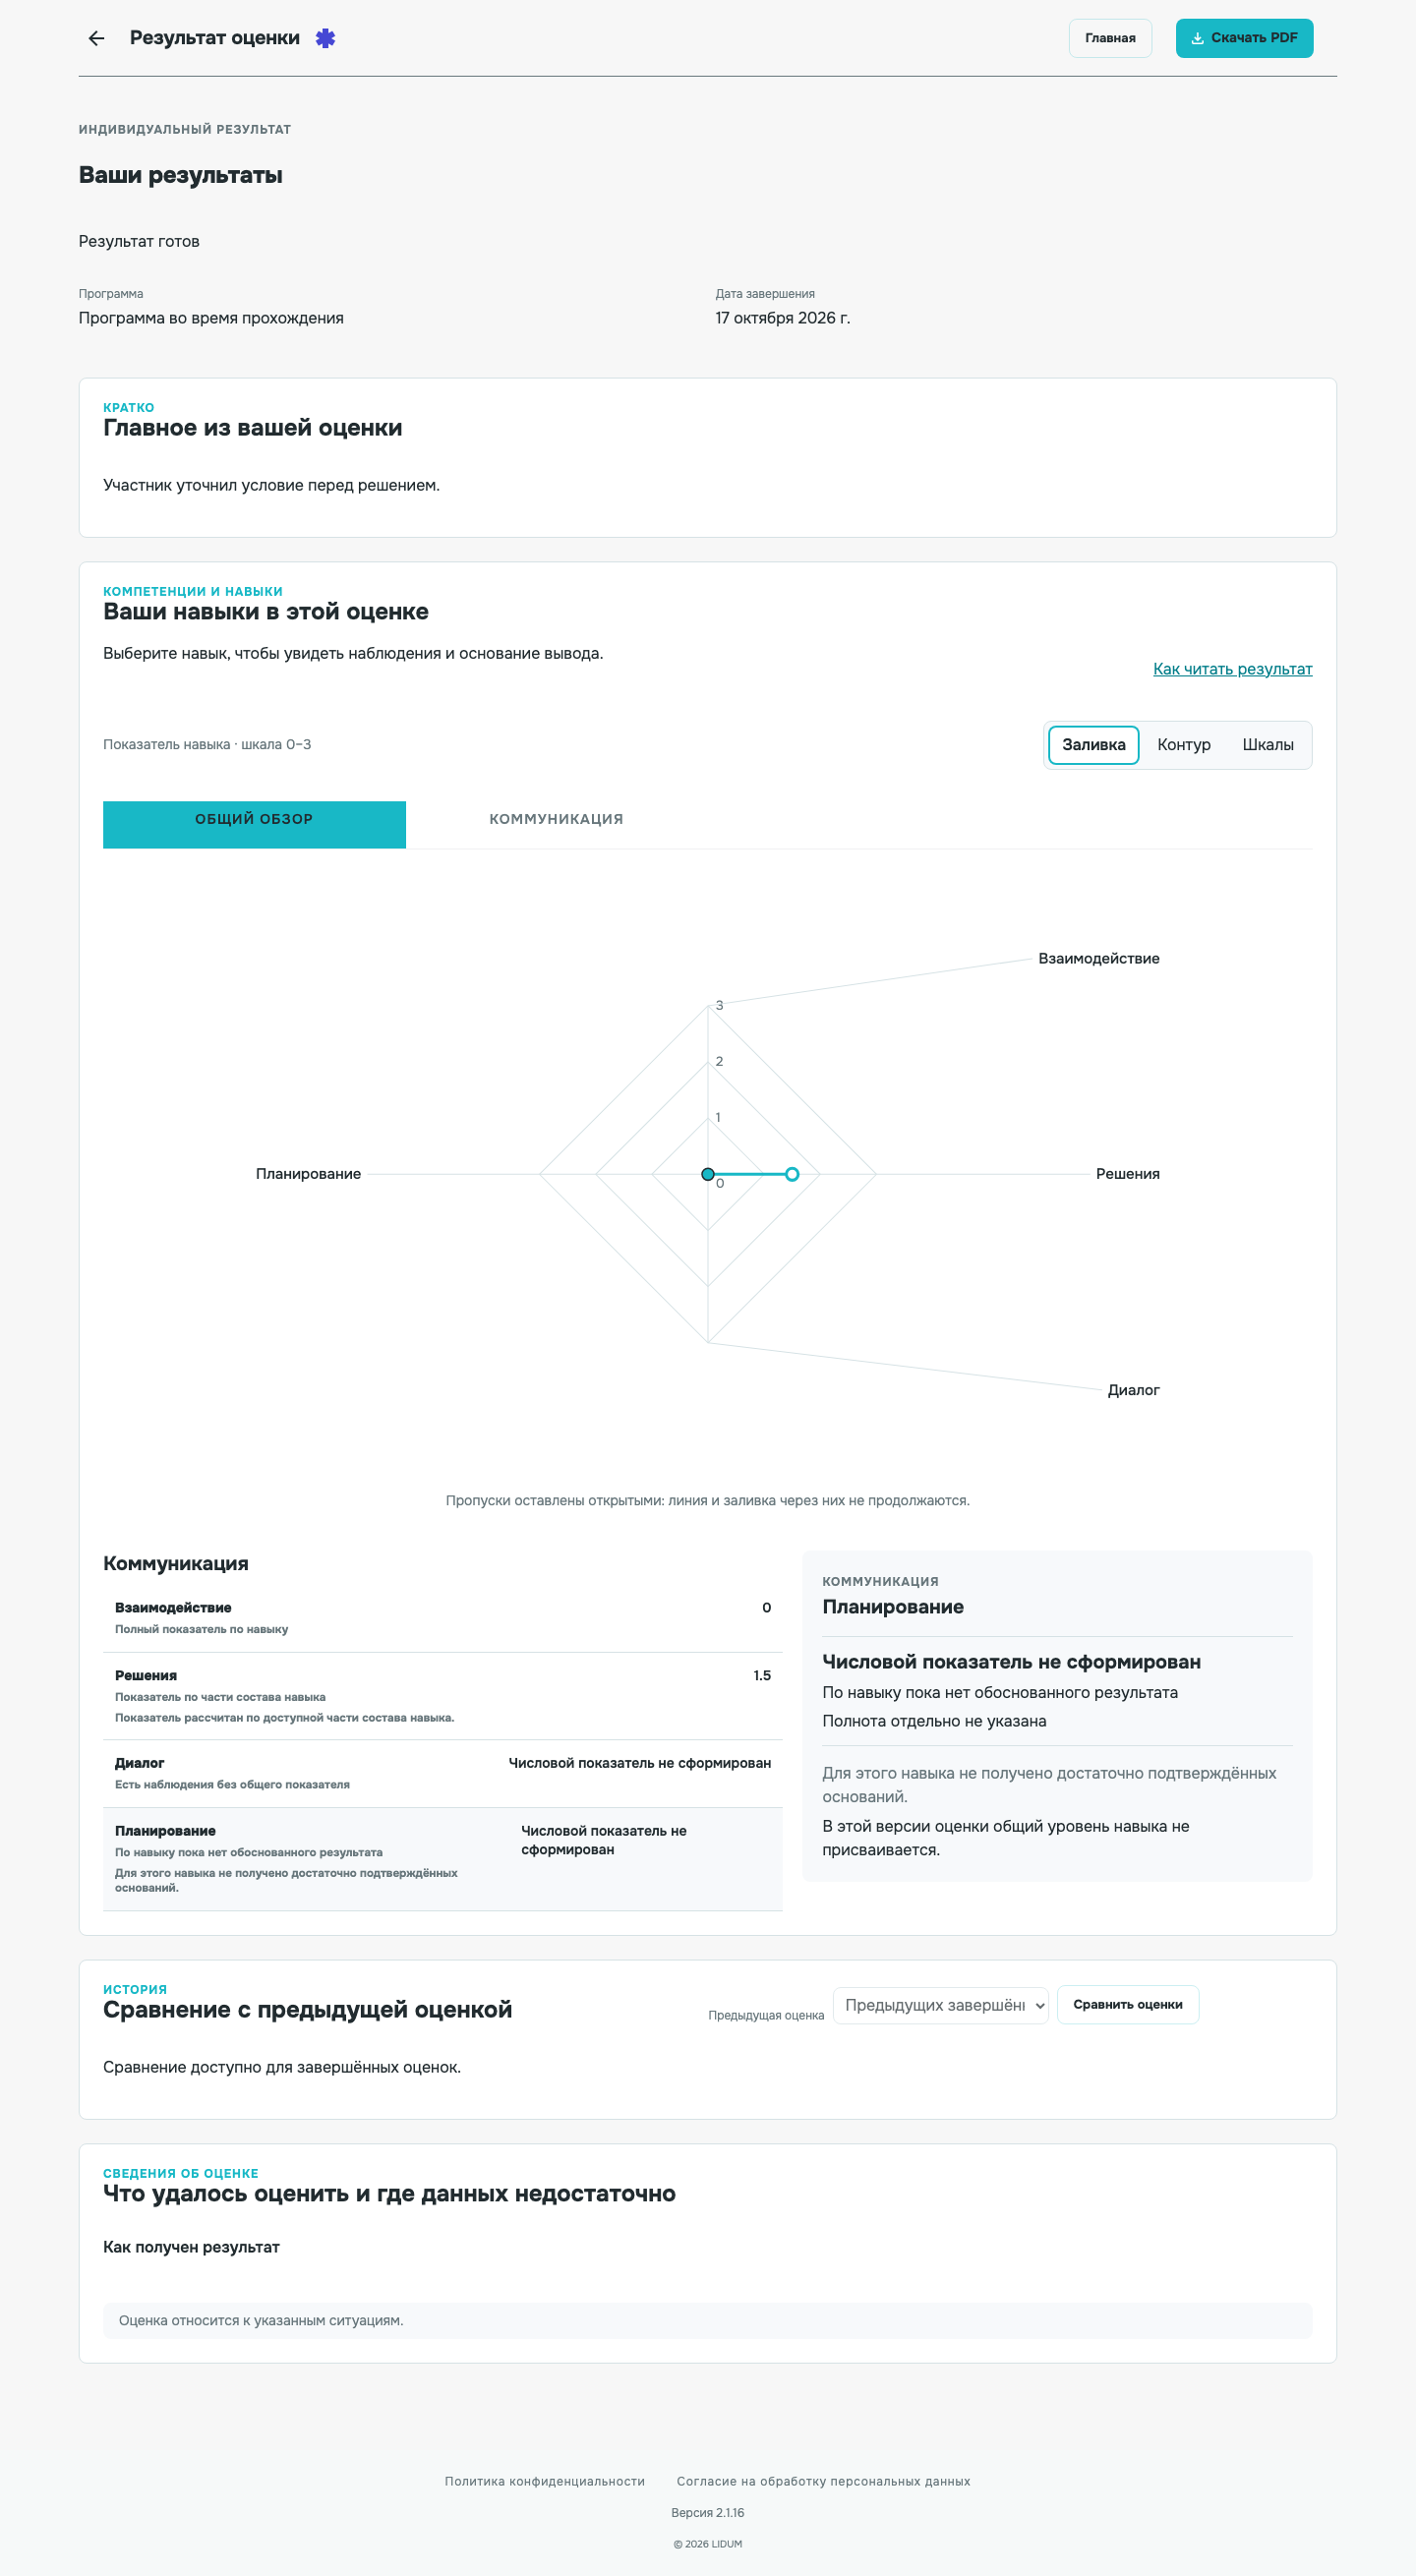 Результат оценки
Главная
Скачать PDF
ИНДИВИДУАЛЬНЫЙ РЕЗУЛЬТАТ
Ваши результаты
Результат готов
Программа
Программа во время прохождения
Дата завершения
17 октября 2026 г.
КРАТКО
Главное из вашей оценки
Участник уточнил условие перед решением.
КОМПЕТЕНЦИИ И НАВЫКИ
Ваши навыки в этой оценке
Выберите навык, чтобы увидеть наблюдения и основание вывода.
Как читать результат
Показатель навыка · шкала 0–3
Заливка
Контур
Шкалы
ОБЩИЙ ОБЗОР
КОММУНИКАЦИЯ
Взаимодействие
3
2
1
Планирование
0
Решения
Диалог
Пропуски оставлены открытыми: линия и заливка через них не продолжаются.
Коммуникация
Взаимодействие
0
Полный показатель по навыку
Решения
1.5
Показатель по части состава навыка
Показатель рассчитан по доступной части состава навыка.
Диалог
Числовой показатель не сформирован
Есть наблюдения без общего показателя
Планирование
Числовой показатель не
сформирован
По навыку пока нет обоснованного результата
Для этого навыка не получено достаточно подтверждённых
оснований.
КОММУНИКАЦИЯ
Планирование
Числовой показатель не сформирован
По навыку пока нет обоснованного результата
Полнота отдельно не указана
Для этого навыка не получено достаточно подтверждённых
оснований.
В этой версии оценки общий уровень навыка не
присваивается.
ИСТОРИЯ
Сравнение с предыдущей оценкой
Предыдущая оценка
Предыдущих завершён
Сравнить оценки
Сравнение доступно для завершённых оценок.
СВЕДЕНИЯ ОБ ОЦЕНКЕ
Что удалось оценить и где данных недостаточно
Как получен результат
Оценка относится к указанным ситуациям.
Политика конфиденциальности
Согласие на обработку персональных данных
Версия 2.1.16
© 2026 LIDUM